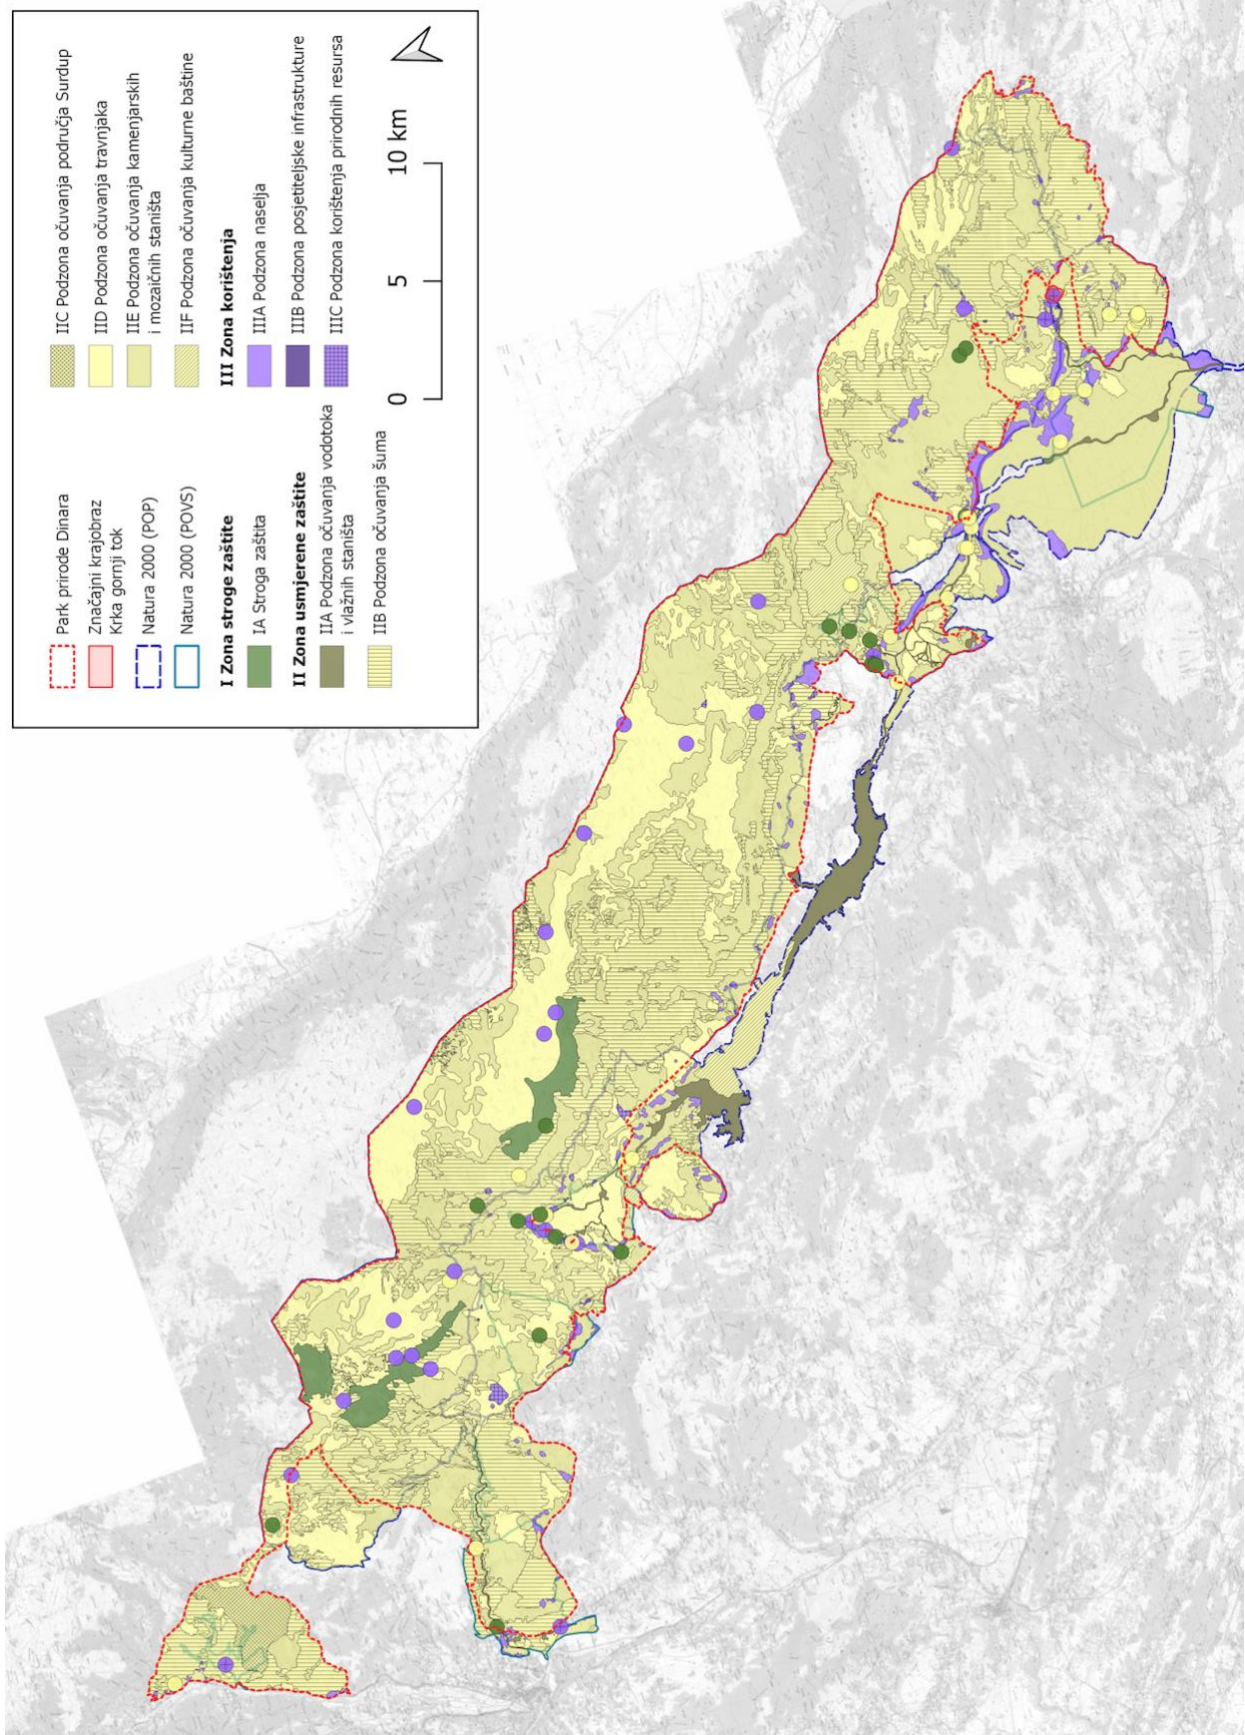 Park prirode Dinara
Značajni krajobraz
Krka gornji tok
Natura 2000 (POP)
Natura 2000 (POVS)
I Zona stroge zaštite
IA Stroga zaštita
II Zona usmjerene zaštite
IIA Podzona očuvanja vodotoka
i vlažnih staništa
IIB Podzona očuvanja šuma
IIC Podzona očuvanja područja Surdup
IID Podzona očuvanja travnjaka
IIE Podzona očuvanja kamenjarskih
i mozaičnih staništa
IIF Podzona očuvanja kulturne baštine
III Zona korištenja
IIIA Podzona naselja
IIIB Podzona posjetiteljske infrastrukture
IIIC Podzona korištenja prirodnih resursa
0 5 10 km